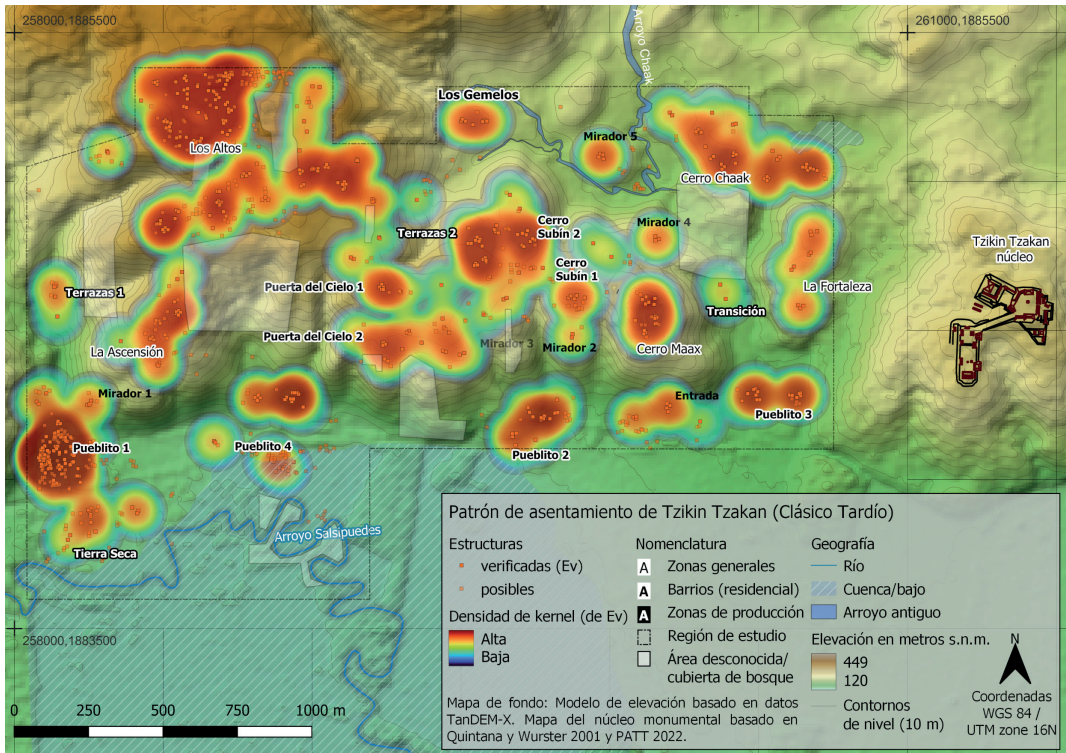 258000,1885500
261000,1885500
Arroyo Chaak
Los Gemelos
Los Altos
Mirador 5
Cerro Chaak
Terrazas 2
Cerro
Subín 2
Mirador 4
Tzikin Tzakan
núcleo
Cerro
Subín 1
Terrazas 1
Puerta del Cielo 1
La Fortaleza
Transición
Puerta del Cielo 2
Mirador 3
Mirador 2
Cerro Maax
La Ascensión
Mirador 1
Entrada
Pueblito 3
Pueblito 1
Pueblito 4
Pueblito 2
Arroyo Salsipuedes
Tierra Seca
258000,1883500
0 250 500 750 1000 m
Patrón de asentamiento de Tzikin Tzakan (Clásico Tardío)
Estructuras
verificadas (Ev)
posibles
Densidad de kernel (de Ev)
Alta
Baja
Nomenclatura
A Zonas generales
A Barrios (residencial)
A Zonas de producción
Región de estudio
Área desconocida/
cubierta de bosque
Geografía
Río
Cuenca/bajo
Arroyo antiguo
Elevación en metros s.n.m.
449
120
Contornos
de nivel (10 m)
N
Coordenadas
WGS 84 /
UTM zone 16N
Mapa de fondo: Modelo de elevación basado en datos
TanDEM-X. Mapa del núcleo monumental basado en
Quintana y Wurster 2001 y PATT 2022.